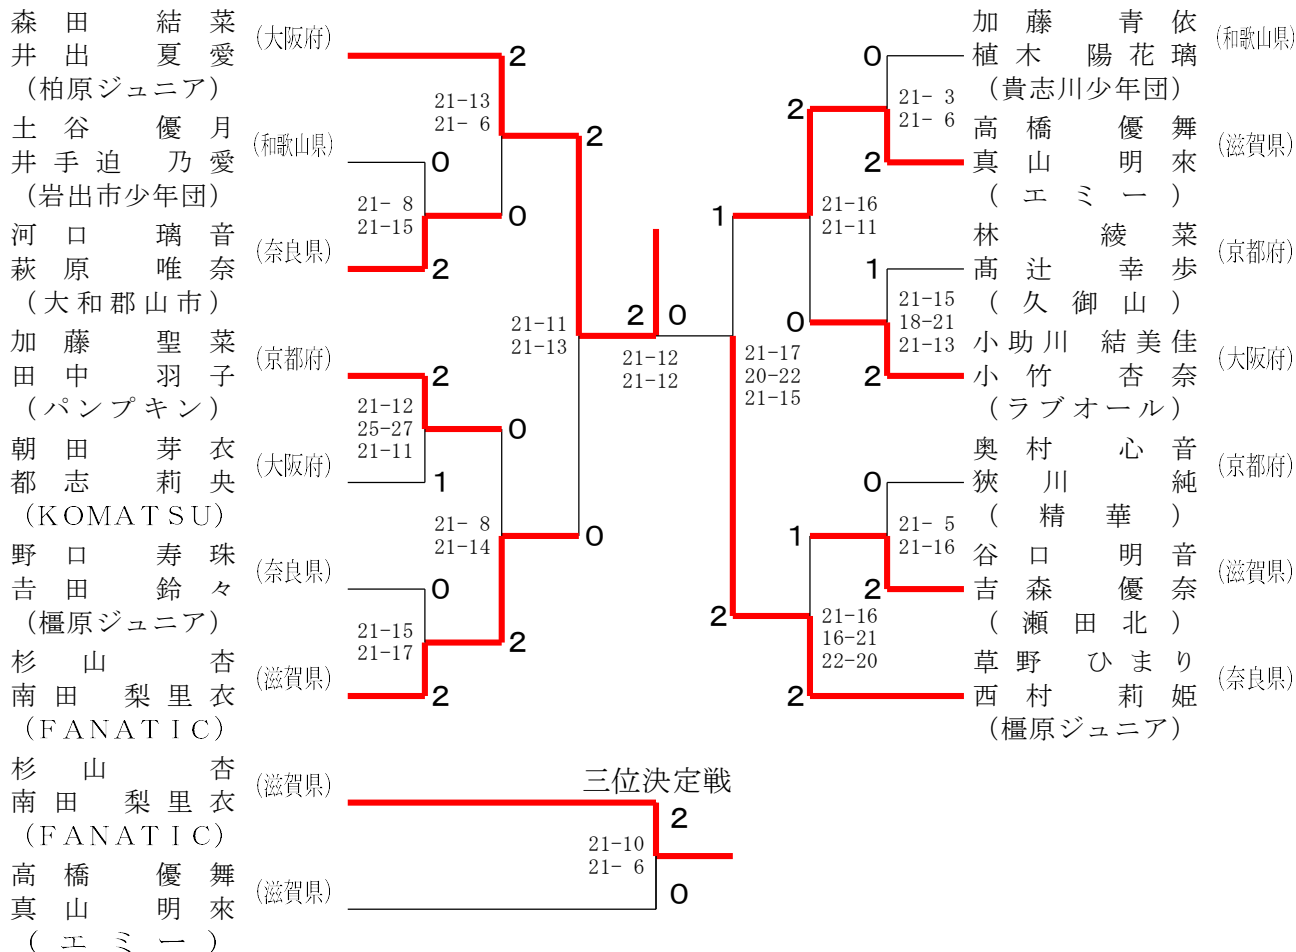 森田 結菜
井出 夏愛
(大阪府)
(柏原ジュニア)
土谷 優月
井手迫 乃愛
(和歌山県)
(岩出市少年団)
河口 璃音
萩原 唯奈
(奈良県)
(大和郡山市)
加藤 聖菜
田中 羽子
(京都府)
(パンプキン)
朝田 芽衣
都志 莉央
(大阪府)
(KOMATSU)
野口 寿珠
𠮷田 鈴々
(奈良県)
(橿原ジュニア)
杉山 杏
南田 梨里衣
(滋賀県)
(FANATIC)
2
21-13
21- 6
0
0
21- 8
21-15
2
2
21-12
25-27
21-11
1
0
21- 8
21-14
0
21-15
21-17
2
2
2
21-11
21-13
0
2 0
21-12
21-12
1
21-17
20-22
21-15
2
2
21-16
21-11
0
1
21-16
16-21
22-20
2
0
21- 3
21- 6
2
1
21-15
18-21
21-13
2
0
21- 5
21-16
2
加藤 青依
植木 陽花璃
(和歌山県)
(貴志川少年団)
高橋 優舞
真山 明來
(滋賀県)
(エミー)
林 綾菜
髙辻 幸歩
(京都府)
(久御山)
小助川 結美佳
小竹 杏奈
(大阪府)
(ラブオール)
奥村 心音
狹川 純
(京都府)
(精華)
谷口 明音
吉森 優奈
(滋賀県)
(瀬田北)
草野 ひまり
西村 莉姫
(奈良県)
(橿原ジュニア)
三位決定戦
杉山 杏
南田 梨里衣
(滋賀県)
(FANATIC)
2
21-10
21- 6
0
高橋 優舞
真山 明來
(滋賀県)
(エミー)